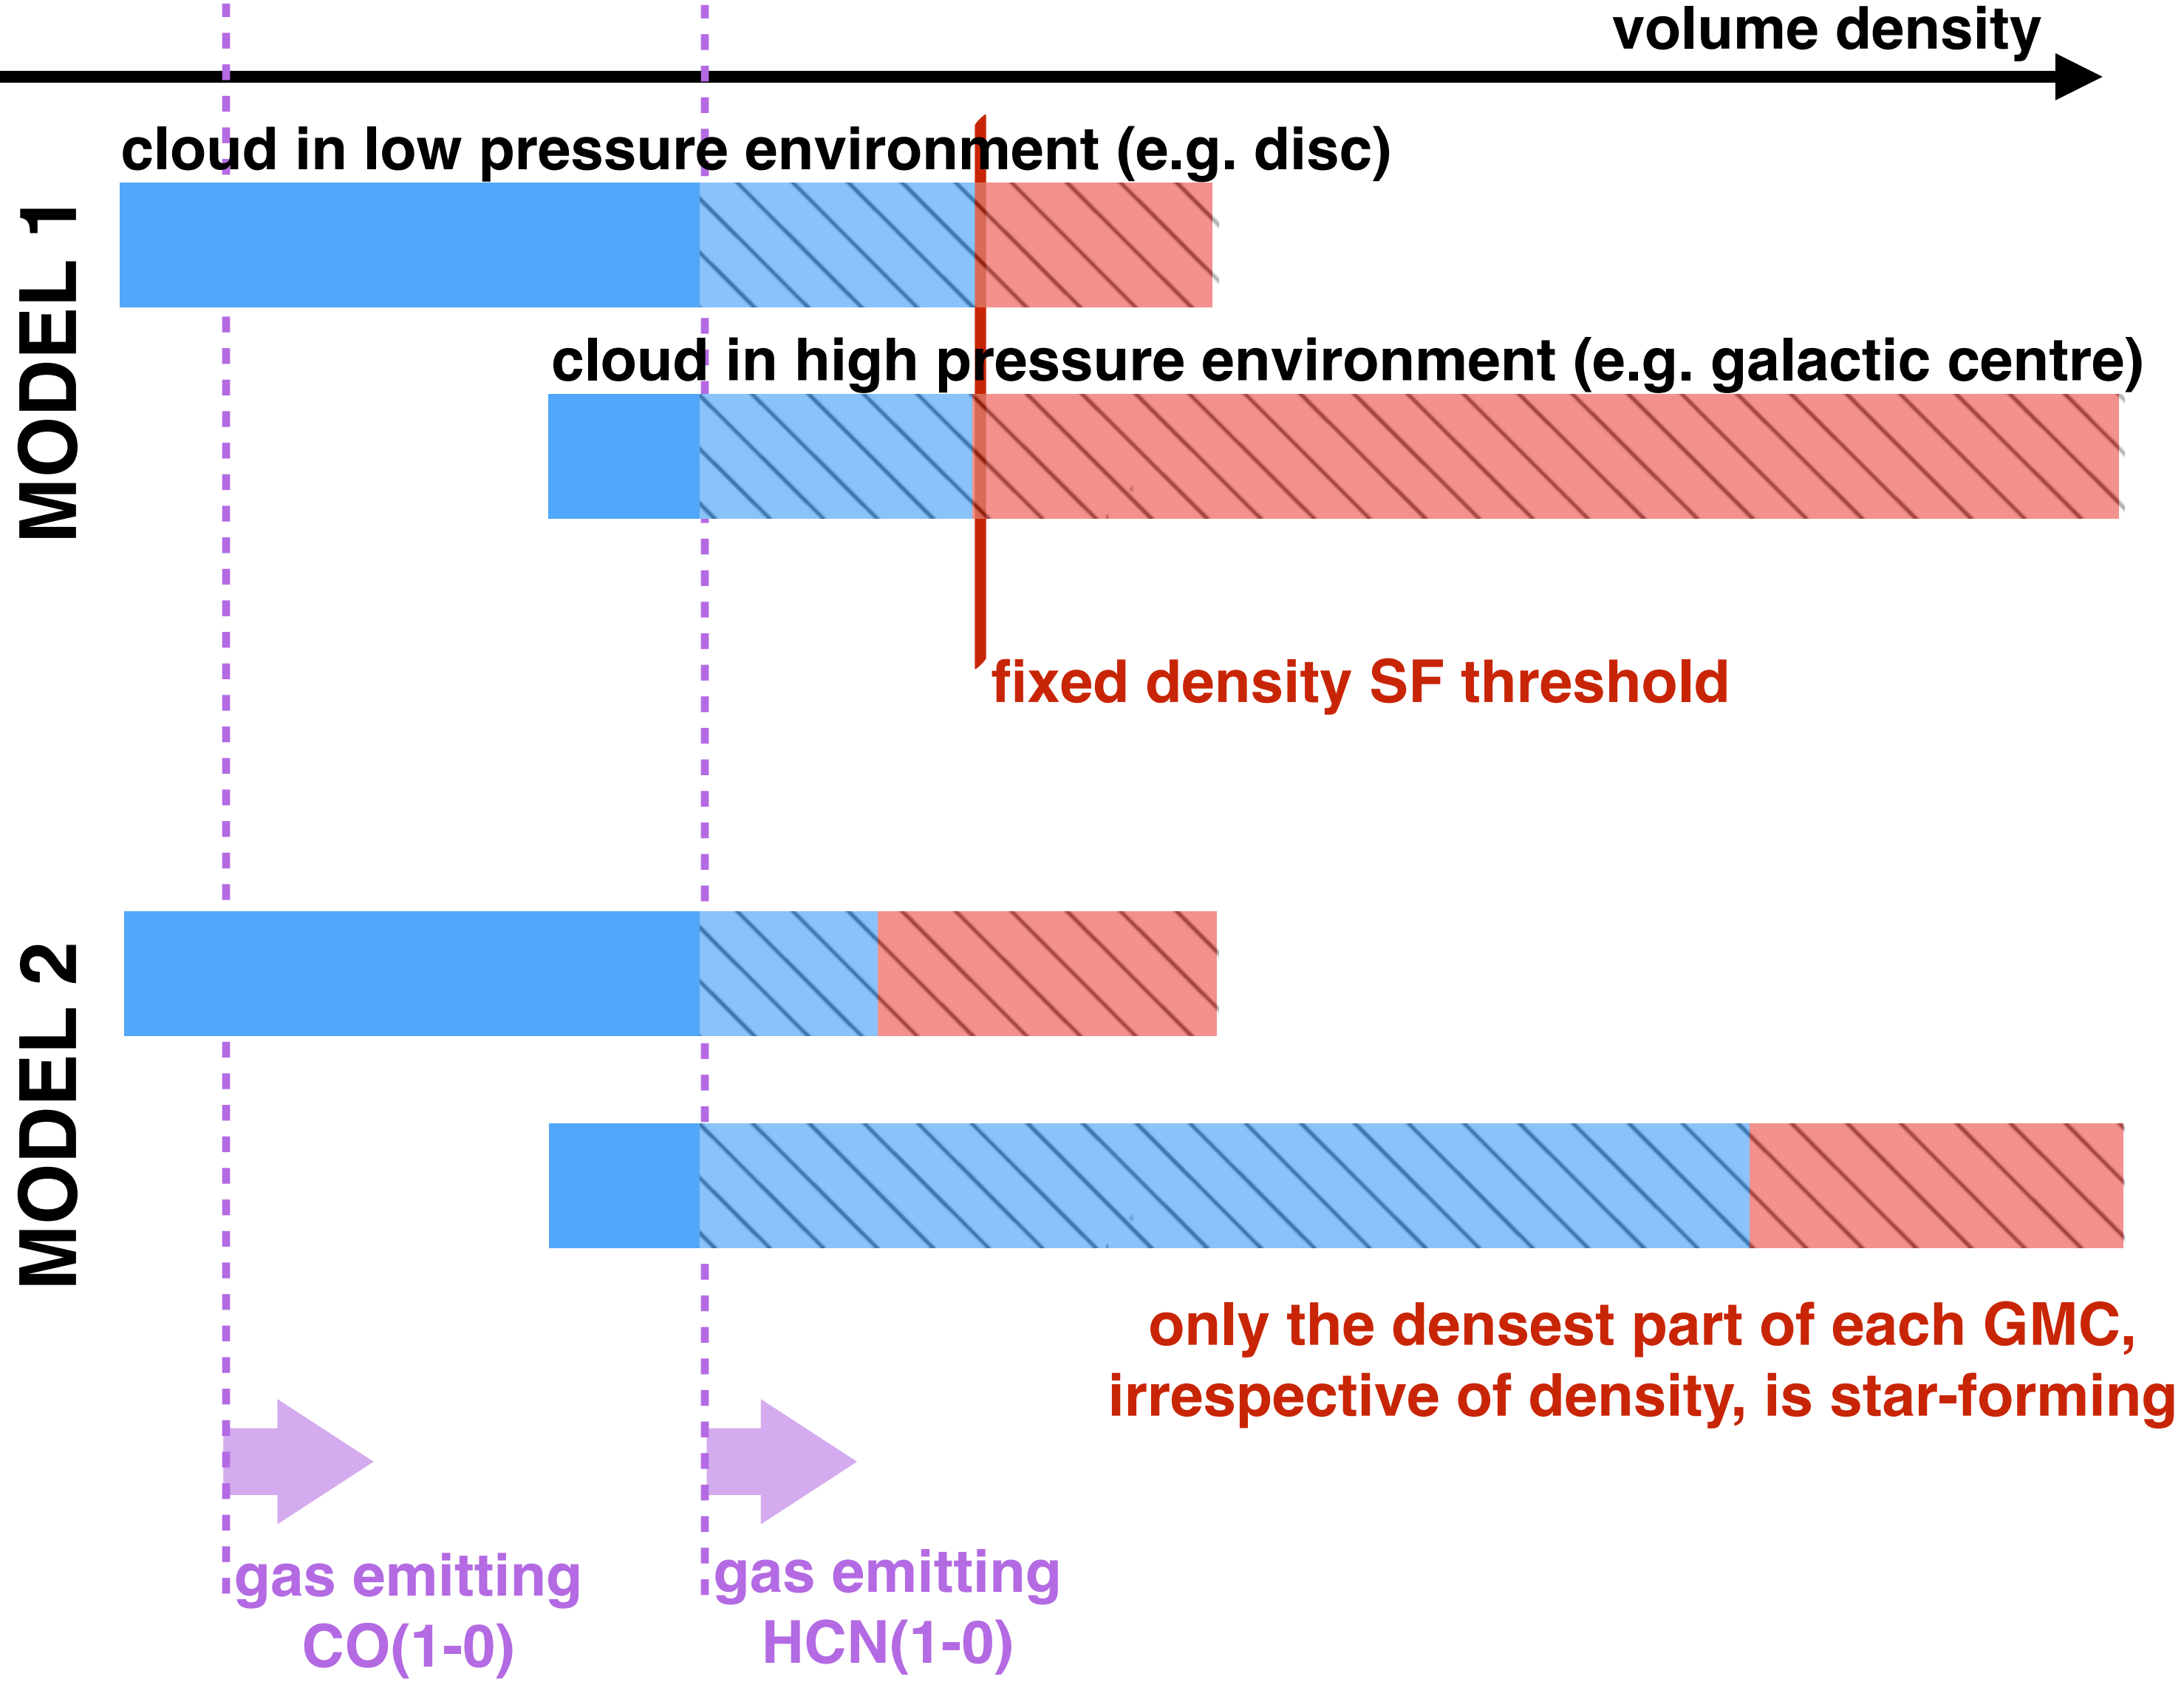 volume density
cloud in low pressure environment (e.g. disc)
MODEL 1
cloud in high pressure environment (e.g. galactic centre)
fixed density SF threshold
MODEL 2
only the densest part of each GMC,
irrespective of density, is star-forming
gas emitting
CO(1-0)
gas emitting
HCN(1-0)